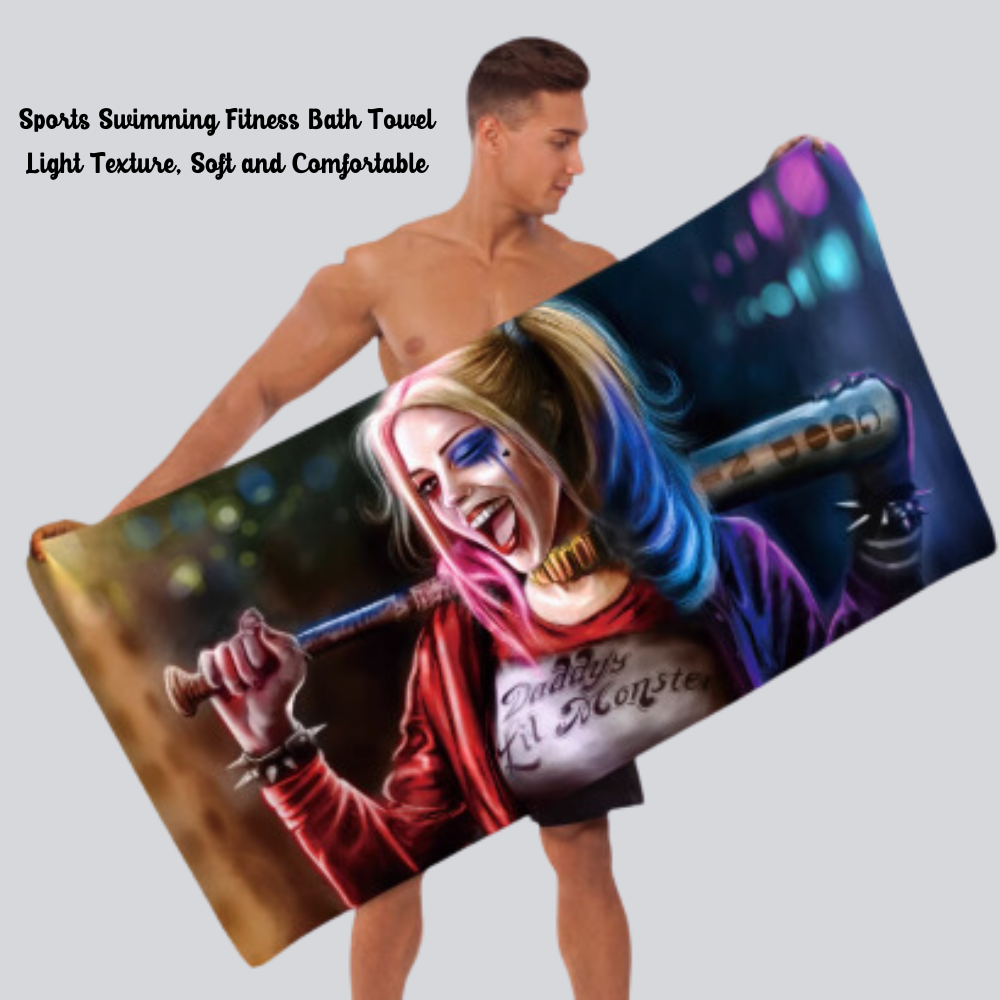 Sports Swimming Fitness Bath Towel
Light Texture, Soft and Comfortable
Daddy's
Lil Monster